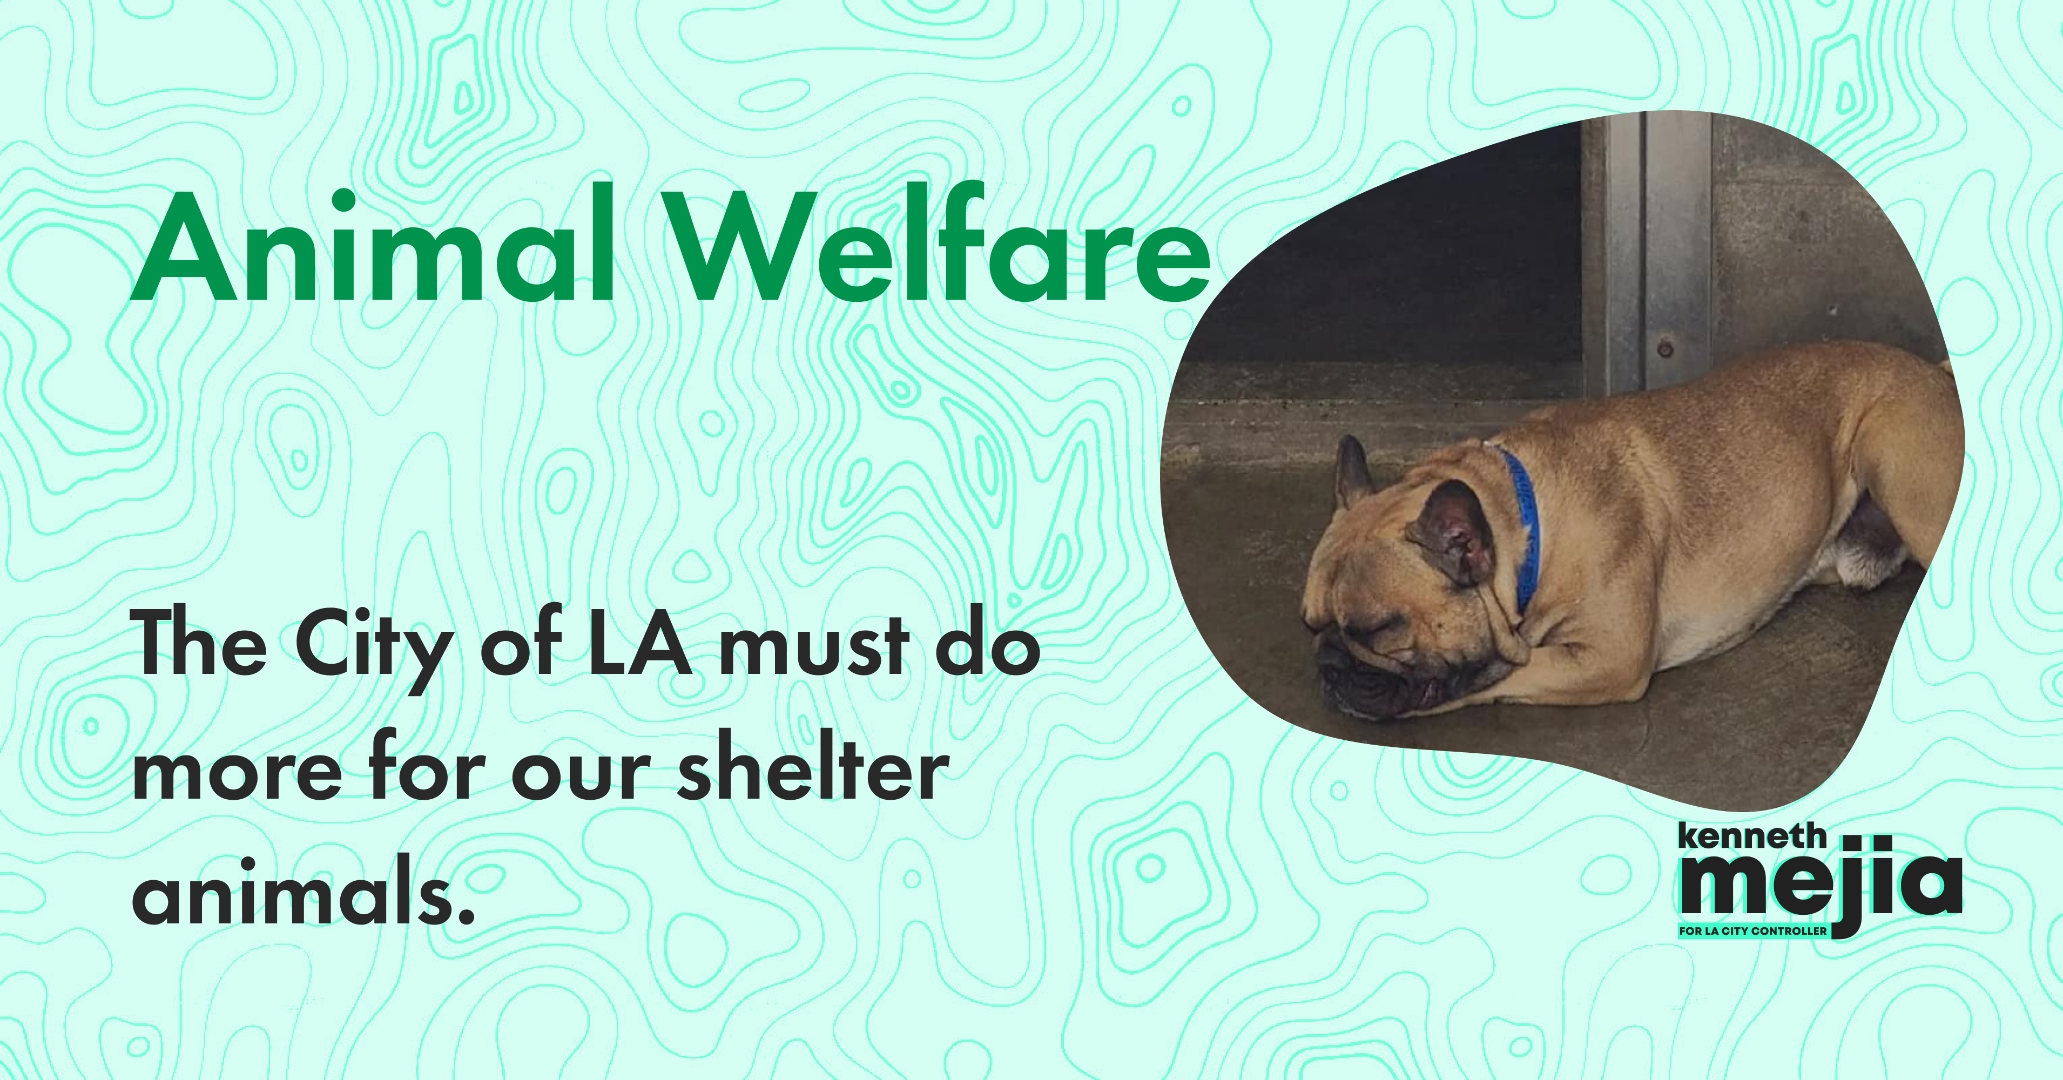 Animal Welfare
The City of LA must do
more for our shelter
animals.
kenneth
mejia
FOR LA CITY CONTROLLER